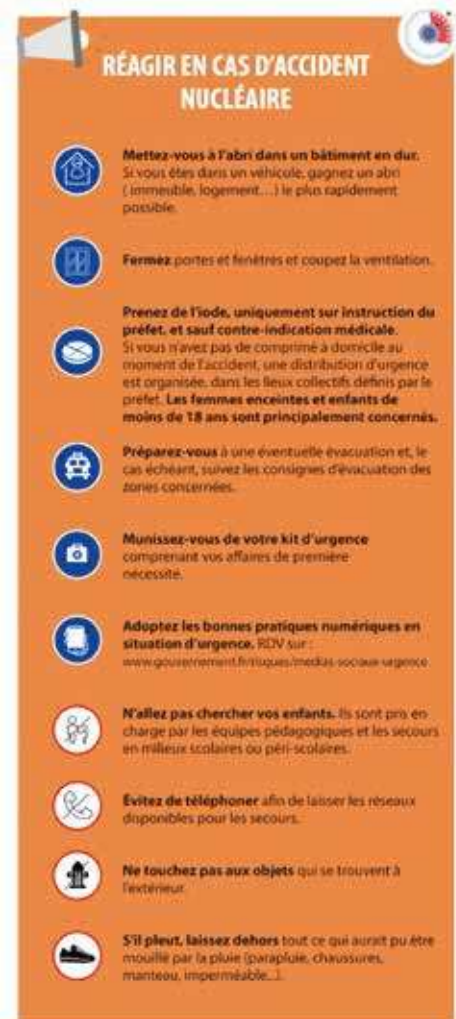 RÉAGIR EN CAS D'ACCIDENT
NUCLÉAIRE
Mettez-vous à l'abri dans un bâtiment en dur.
Si vous êtes dans un véhicule, gagnez un abri
( immeuble, logement…) le plus rapidement
possible.
Fermez portes et fenêtres et coupez la ventilation.
Prenez de l'iode, uniquement sur instruction du
préfet, et sauf contre-indication médicale.
Si vous n'avez pas de comprimé à domicile au
moment de l'accident, une distribution d'urgence
est organisée, dans les lieux collectifs définis par le
préfet. Les femmes enceintes et enfants de
moins de 18 ans sont principalement concernés.
Préparez-vous à une éventuelle évacuation et, le
cas échéant, suivez les consignes d'évacuation des
zones concernées.
Munissez-vous de votre kit d'urgence
comprenant vos affaires de première
nécessité.
Adoptez les bonnes pratiques numériques en
situation d'urgence. RDV sur :
www.gouvernement.fr/risques/medias-sociaux-urgence
N'allez pas chercher vos enfants. Ils sont pris en
charge par les équipes pédagogiques et les secours
en milieux scolaires ou péri-scolaires.
Évitez de téléphoner afin de laisser les réseaux
disponibles pour les secours.
Ne touchez pas aux objets qui se trouvent à
l'extérieur.
S'il pleut, laissez dehors tout ce qui aurait pu être
mouillé par la pluie (parapluie, chaussures,
manteau, imperméable...).